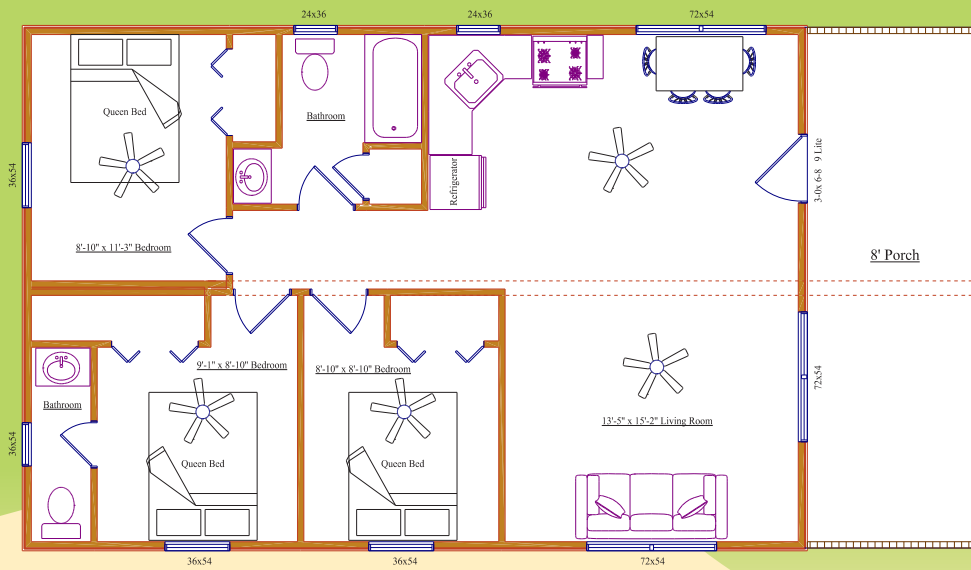 24x36
24x36
72x54
Queen Bed
Bathroom
36x54
Refrigerator
3-0x 6-8 9 Lite
8'-10" x 11'-3" Bedroom
8' Porch
9'-1" x 8'-10" Bedroom
8'-10" x 8'-10" Bedroom
72x54
Bathroom
13'-5" x 15'-2" Living Room
36x54
Queen Bed
Queen Bed
36x54
36x54
72x54